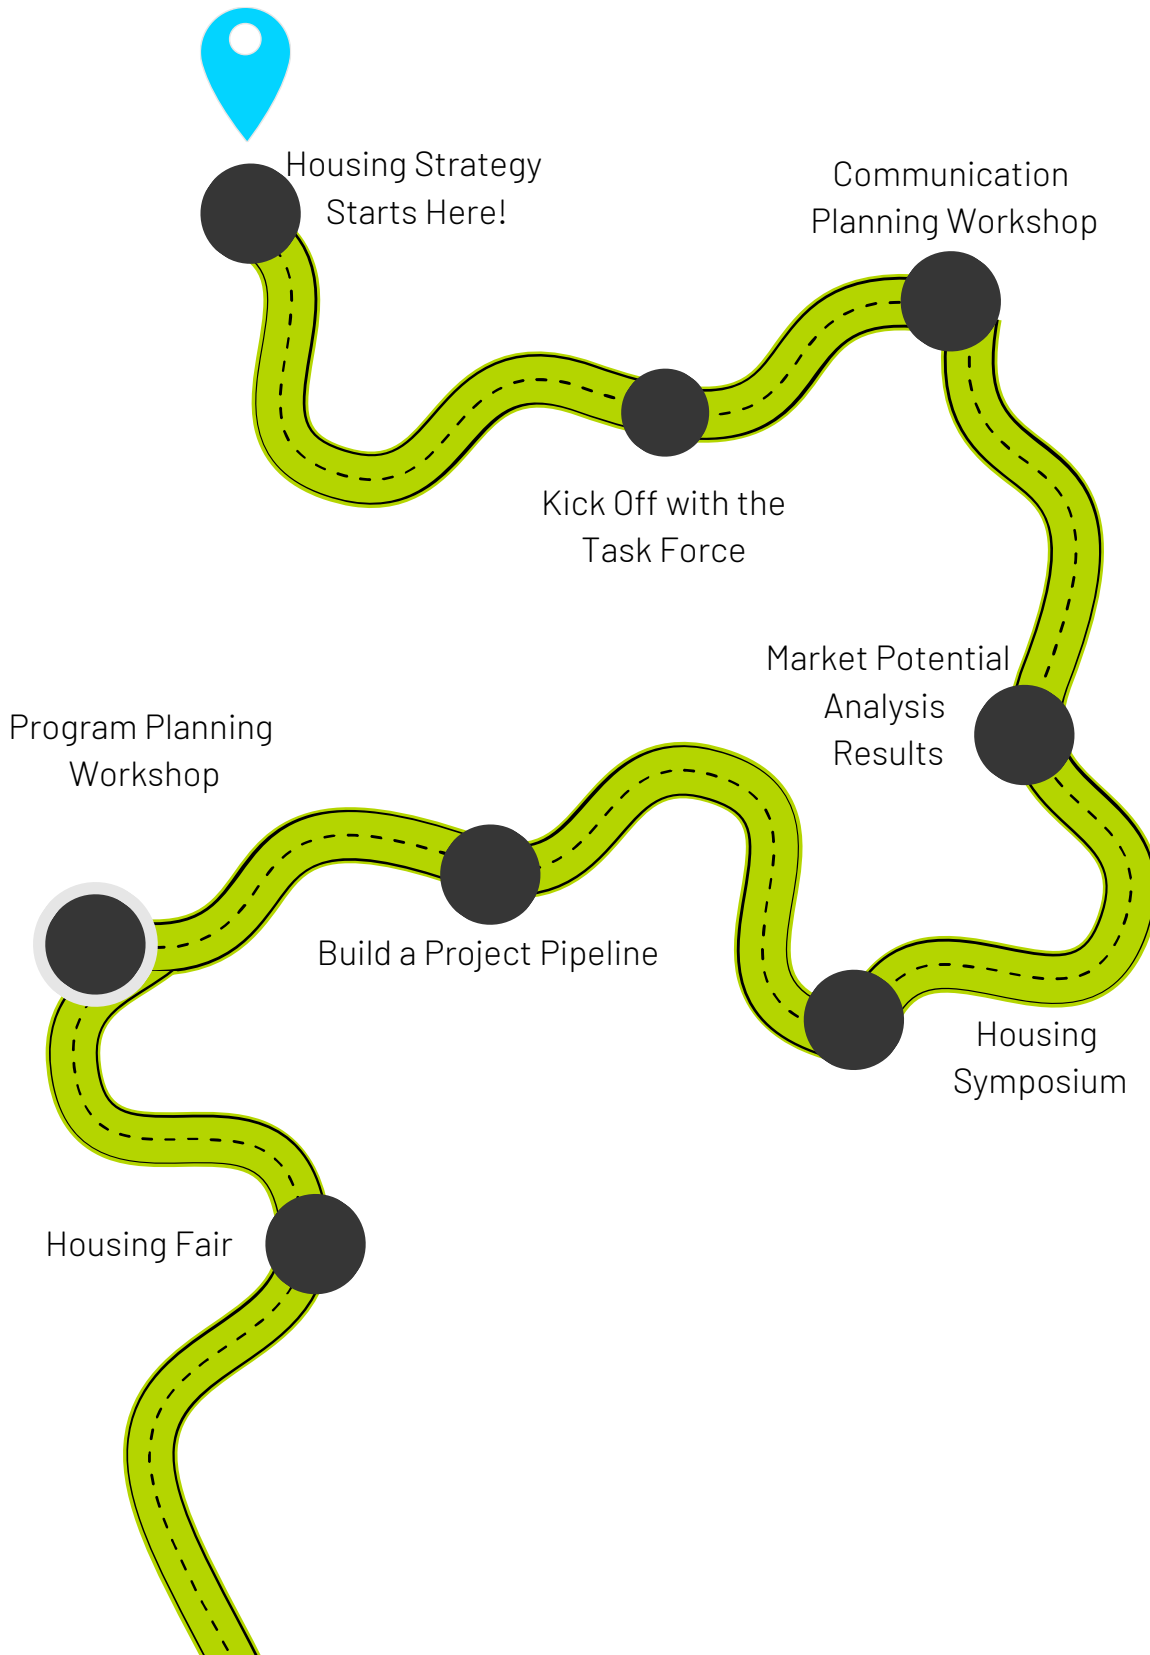 Housing Strategy
Starts Here!
Communication
Planning Workshop
Kick Off with the
Task Force
Market Potential
Analysis
Results
Program Planning
Workshop
Build a Project Pipeline
Housing
Symposium
Housing Fair